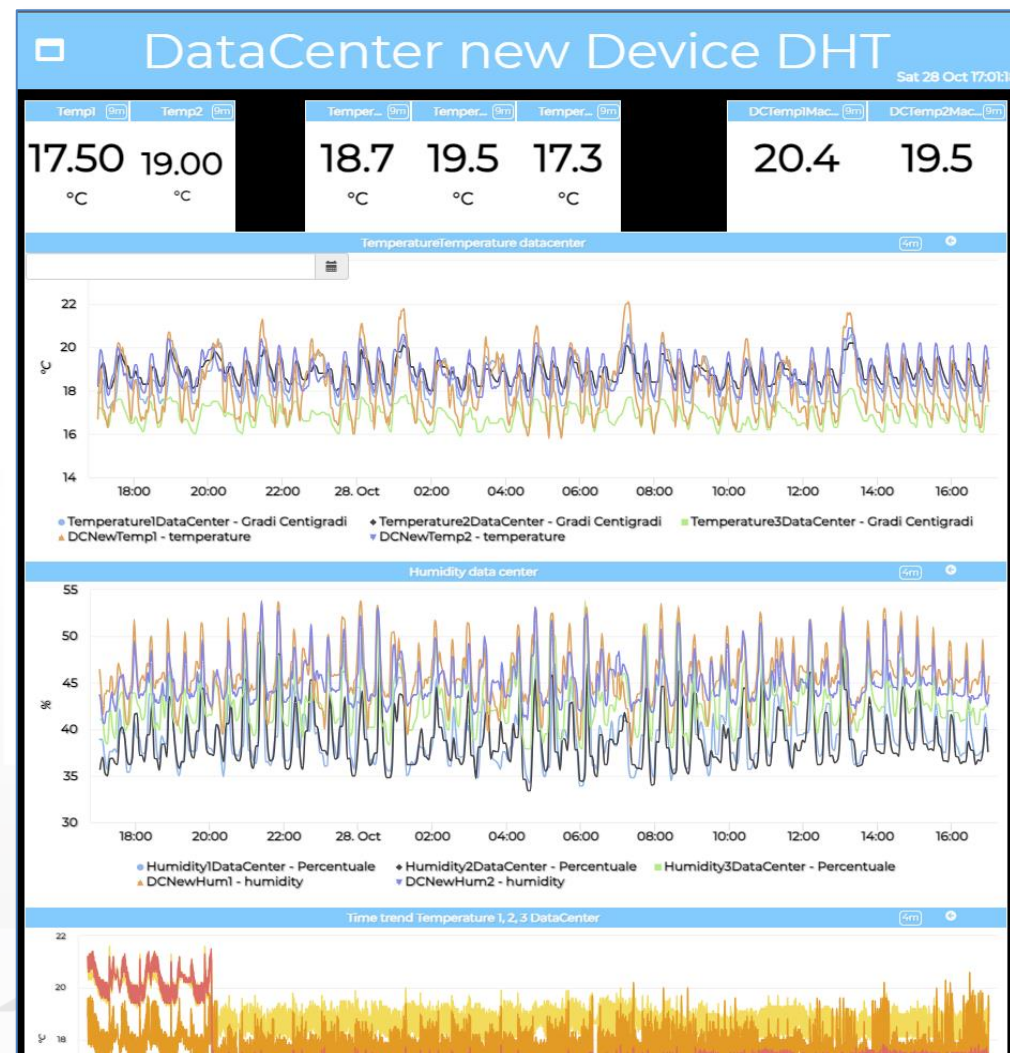 DataCenter new Device DHT
Sat 28 Oct 17:01:1
Temp1 9m Temp2 9m Temper... 9m Temper... 9m Temper... 9m DCTemp1Mac... 9m DCTemp2Mac... 9m
17.50 19.00 18.7 19.5 17.3 20.4 19.5
°C °C °C °C °C
TemperatureTemperature datacenter 4m
22
20
°C
18
16
14
18:00 20:00 22:00 28. Oct 02:00 04:00 06:00 08:00 10:00 12:00 14:00 16:00
Temperature1DataCenter - Gradi Centigradi Temperature2DataCenter - Gradi Centigradi Temperature3DataCenter - Gradi Centigradi
DCNewTemp1 - temperature DCNewTemp2 - temperature
Humidity data center 4m
55
50
45
%
40
35
30
18:00 20:00 22:00 28. Oct 02:00 04:00 06:00 08:00 10:00 12:00 14:00 16:00
Humidity1DataCenter - Percentuale Humidity2DataCenter - Percentuale Humidity3DataCenter - Percentuale
DCNewHum1 - humidity DCNewHum2 - humidity
Time trend Temperature 1, 2, 3 DataCenter 4m
22
20
°C 18